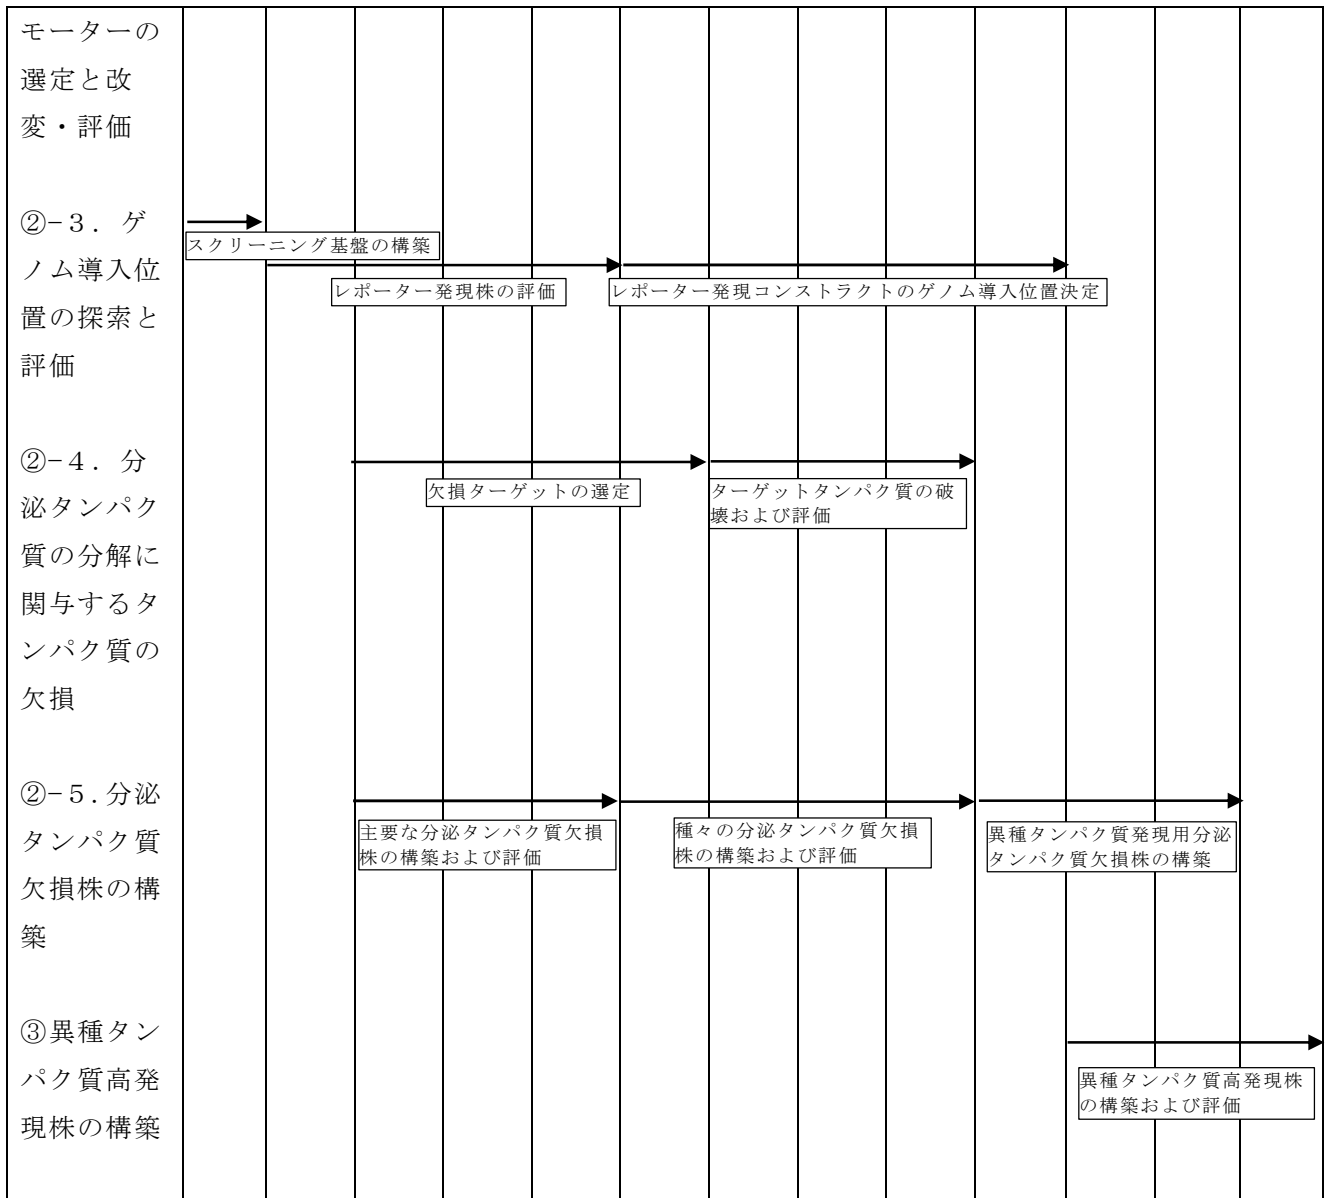 モーターの
選定と改
変・評価
②−３．ゲ
ノム導入位
置の探索と
評価
スクリーニング基盤の構築
レポーター発現株の評価
レポーター発現コンストラクトのゲノム導入位置決定
②−４．分
泌タンパク
質の分解に
関与するタ
ンパク質の
欠損
欠損ターゲットの選定
ターゲットタンパク質の破
壊および評価
②−５.分泌
タンパク質
欠損株の構
築
主要な分泌タンパク質欠損
株の構築および評価
種々の分泌タンパク質欠損
株の構築および評価
異種タンパク質発現用分泌
タンパク質欠損株の構築
③異種タン
パク質高発
現株の構築
異種タンパク質高発現株
の構築および評価